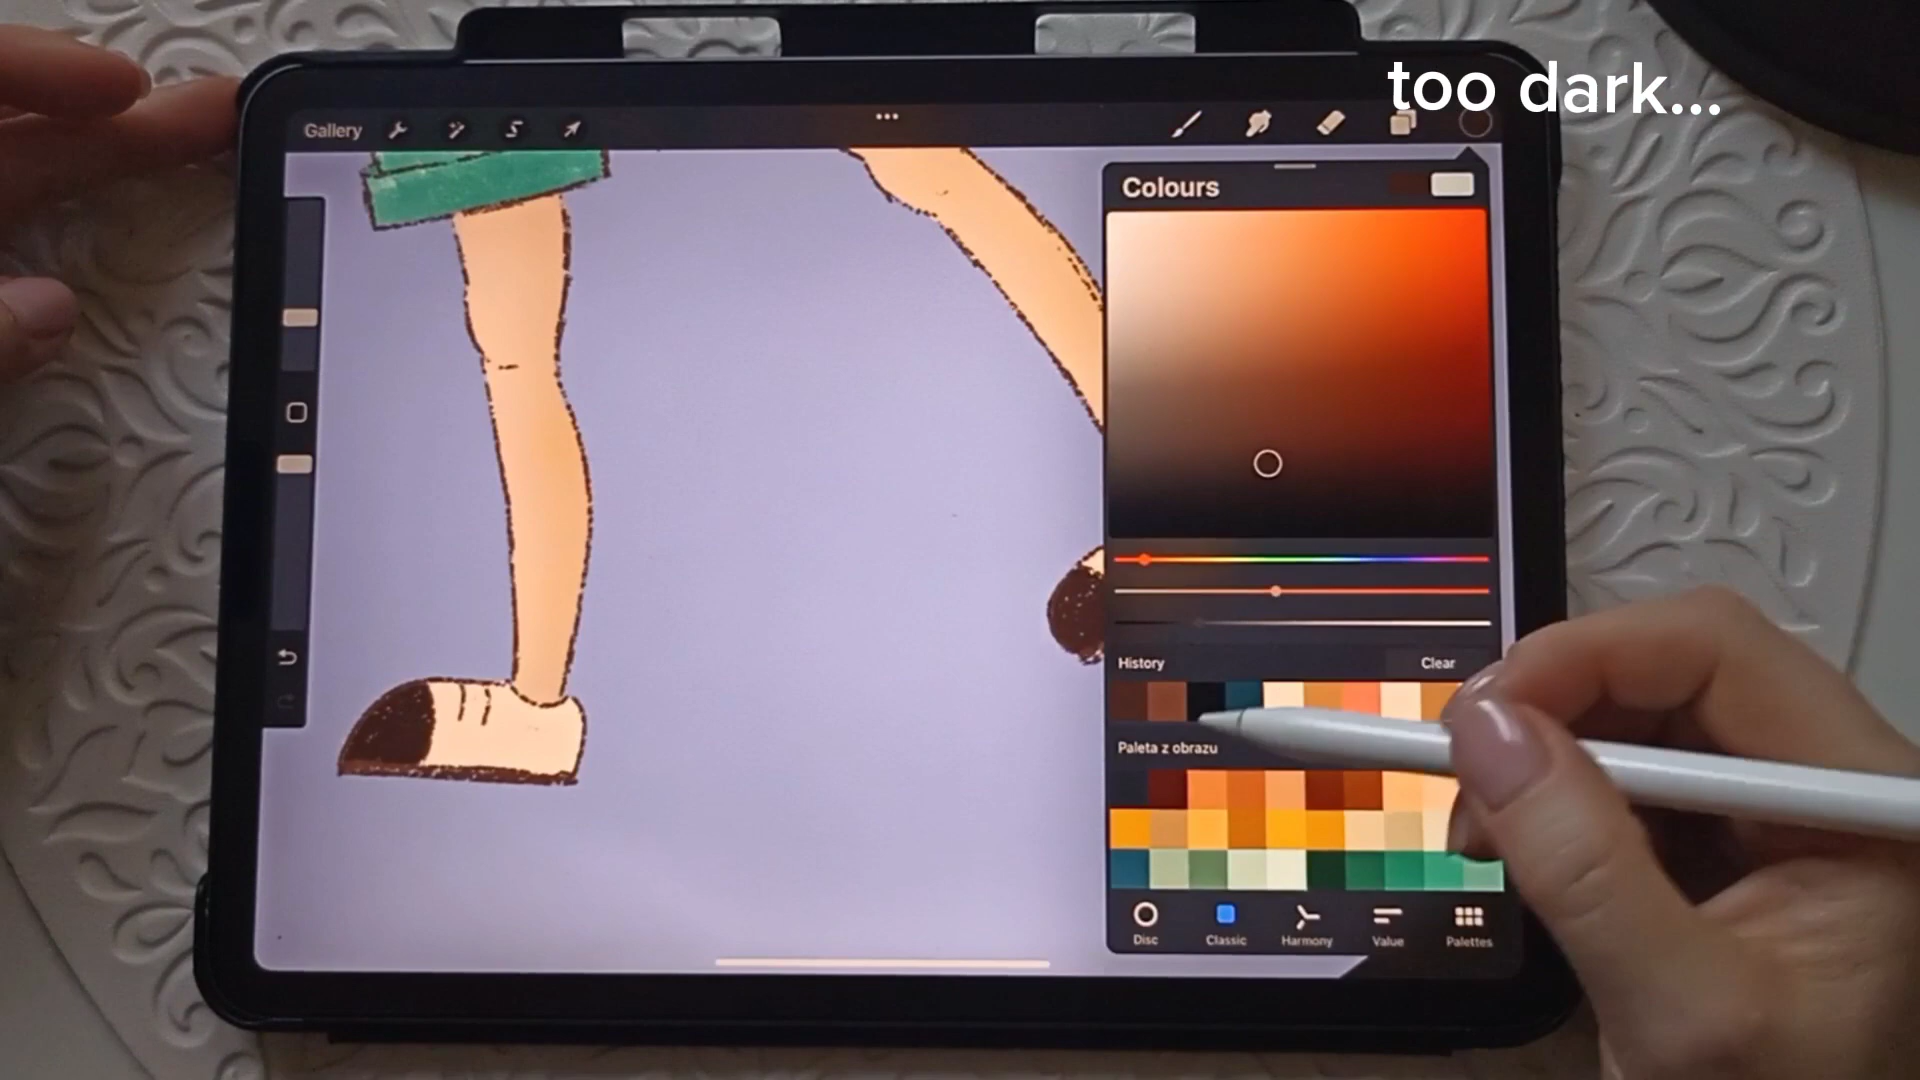 too dark...
Gallery
Colours
History
Clear
Paleta z obrazu
Disc
Classic
Harmony
Value
Palettes